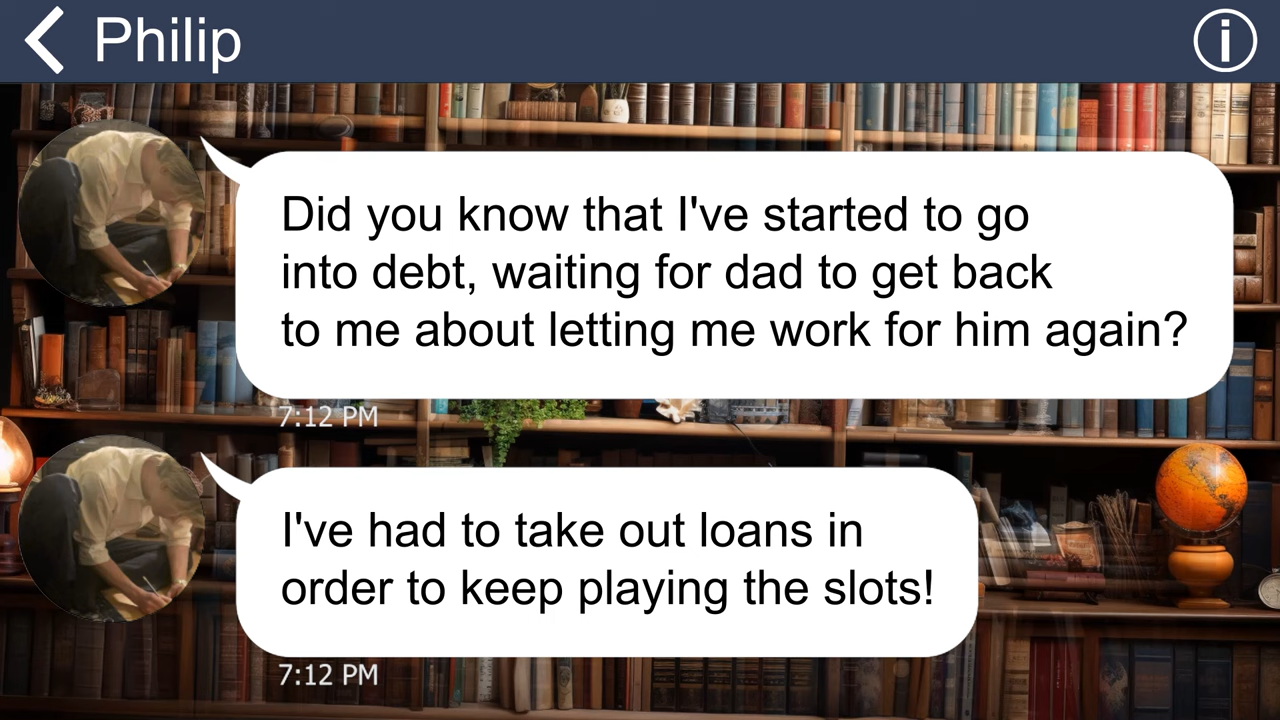 Philip
Did you know that I've started to go
into debt, waiting for dad to get back
to me about letting me work for him again?
7:12 PM
I've had to take out loans in
order to keep playing the slots!
7:12 PM